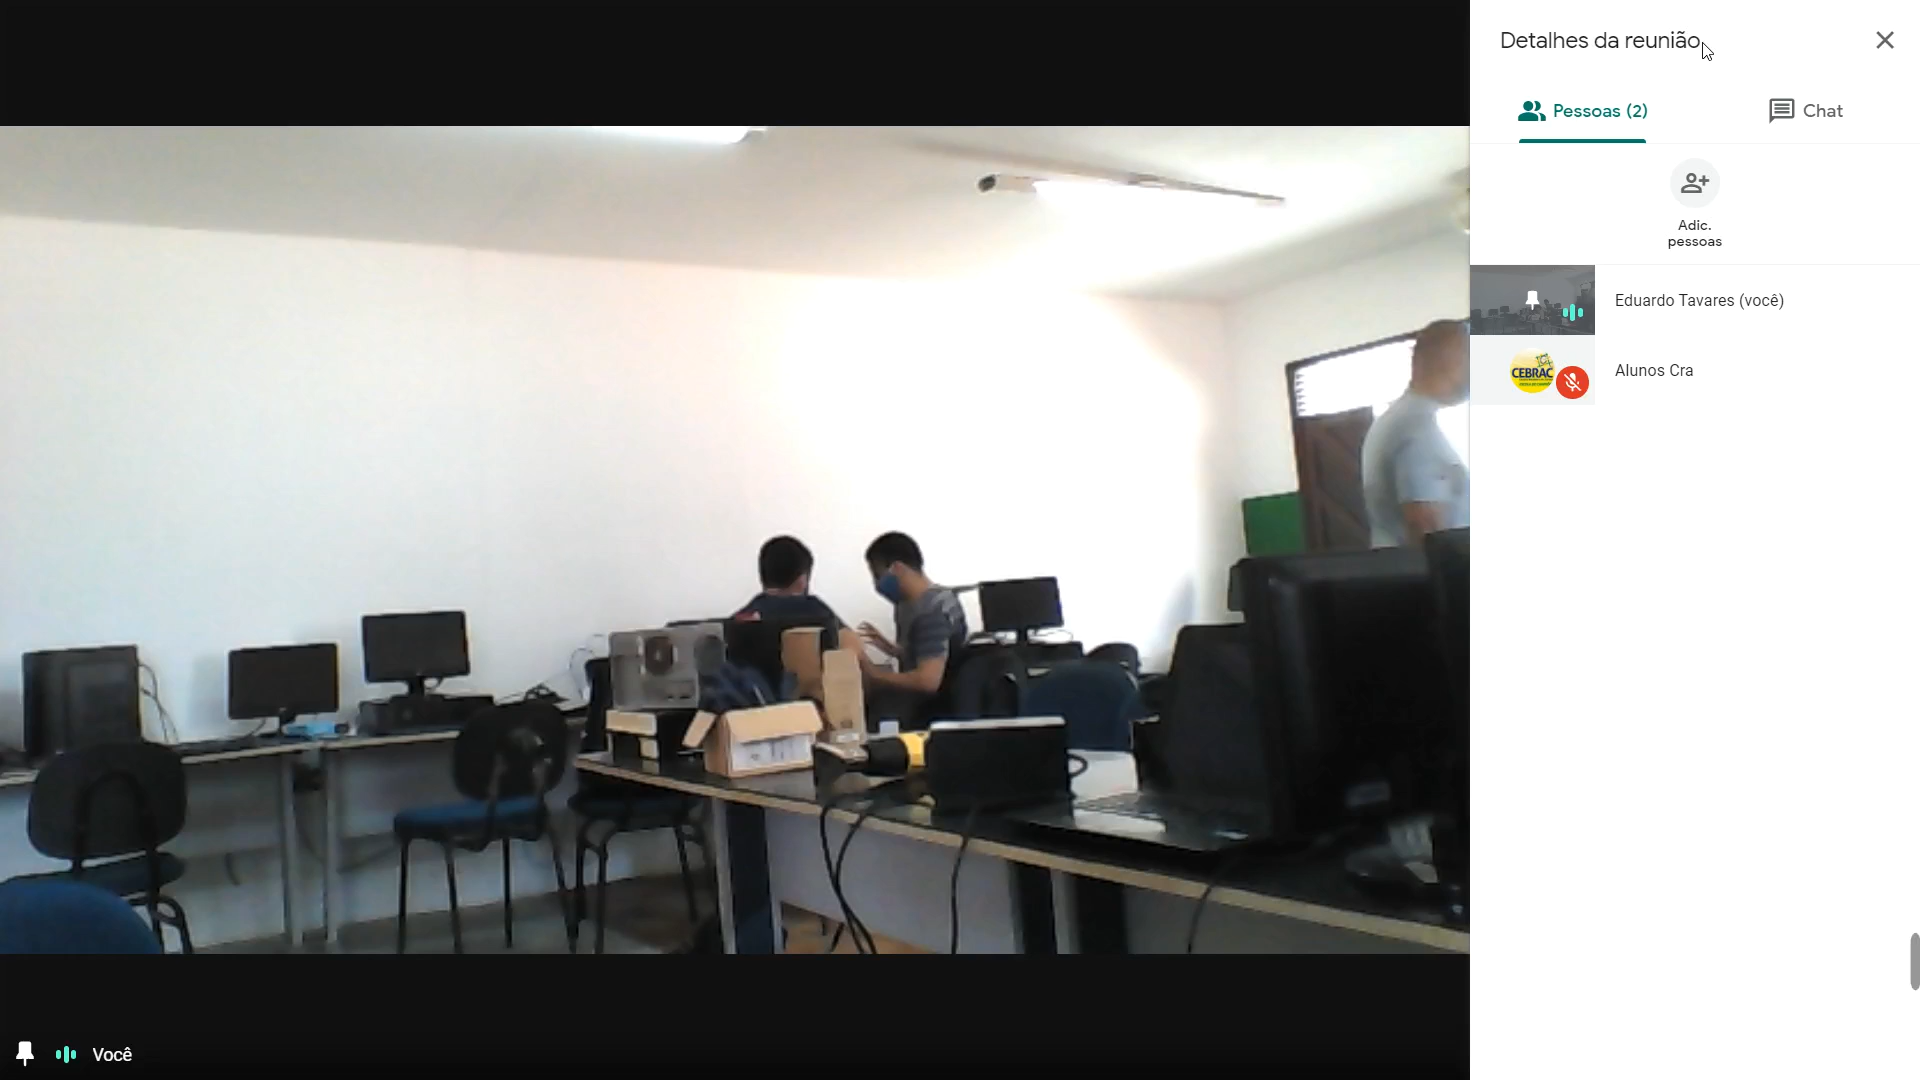 Detalhes da reunião
Pessoas (2)
Chat
Adic.
pessoas
Eduardo Tavares (você)
CEBRAC
Alunos Cra
Você